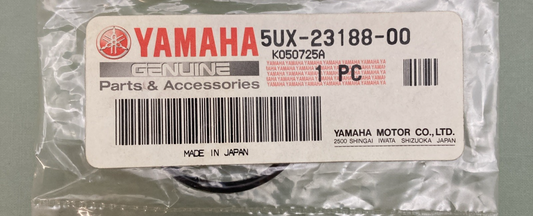 YAMAHA 5UX-23188-00
K050725A
GENUINE
1 PC
Parts & Accessories
YAMAHA MOTOR CO.,LTD.
2500 SHINGAI IWATA SHIZUOKA JAPAN
MADE IN JAPAN